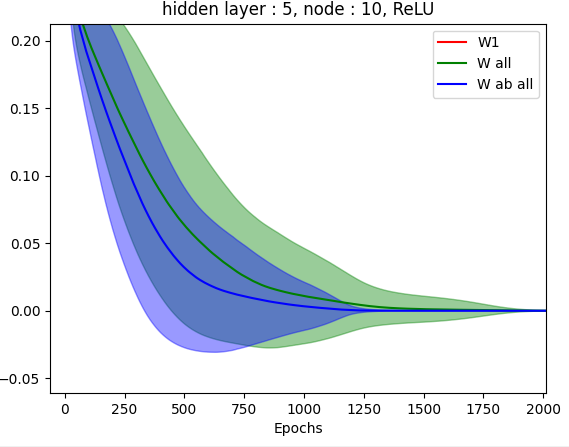 hidden layer : 5, node : 10, ReLU
W1
W all
W ab all
0.20
0.15
0.10
0.05
0.00
−0.05
0 250 500 750 1000 1250 1500 1750 2000
Epochs